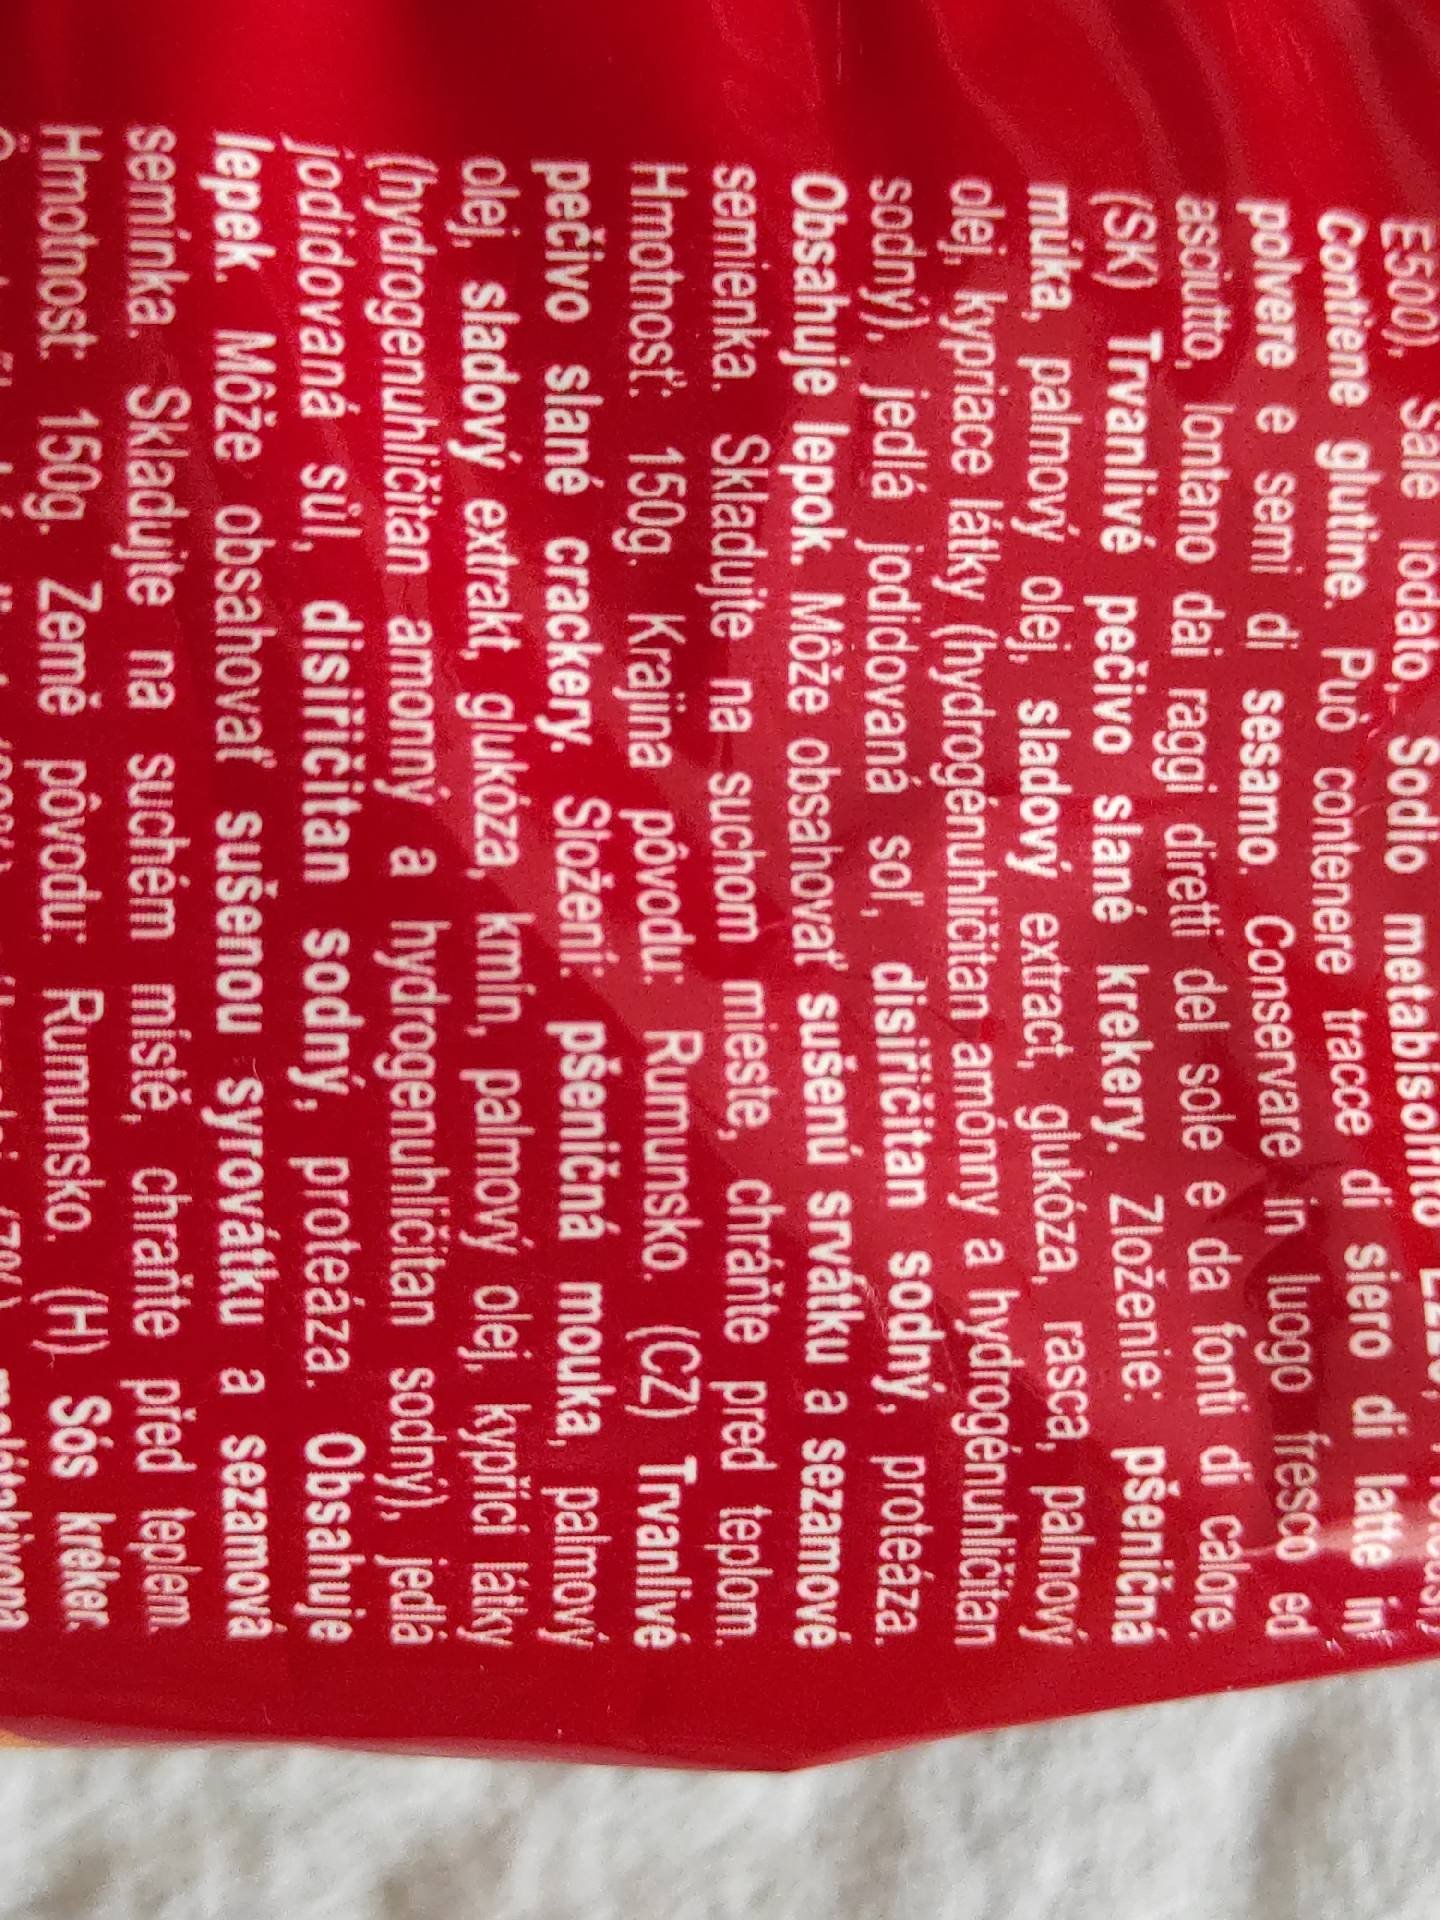 E500), Sale iodato, Sodio metabisolfito
Contiene glutine. Può contenere tracce di siero di latte in
polvere e semi di sesamo. Conservare in luogo fresco ed
asciutto, lontano dai raggi diretti del sole e da fonti di calore.
(SK) Trvanlivé pečivo slané krekery. Zloženie: pšeničná
múka, palmový olej, sladový extract, glukóza, rasca, palmový
olej, kypriace látky (hydrogénuhličitan amónny a hydrogénuhličitan
sodný), jedlá jodidovaná soľ, disiričitan sodný, proteáza.
Obsahuje lepok. Môže obsahovať sušenú srvátku a sezamové
semienka. Skladujte na suchom mieste, chráňte pred teplom.
Hmotnosť: 150g. Krajina pôvodu: Rumunsko. (CZ) Trvanlivé
pečivo slané crackery. Složení: pšeničná mouka, palmový
olej, sladový extrakt, glukóza, kmín, palmový olej, kypřící látky
(hydrogenuhličitan amonný a hydrogenuhličitan sodný), jedlá
jodidovaná sůl, disiřičitan sodný, proteáza. Obsahuje
lepek. Môže obsahovať sušenou syrovátku a sezamová
semínka. Skladujte na suchém místě, chraňte před teplem.
Hmotnost: 150g. Země pôvodu: Rumunsko. (H) Sós kréker.